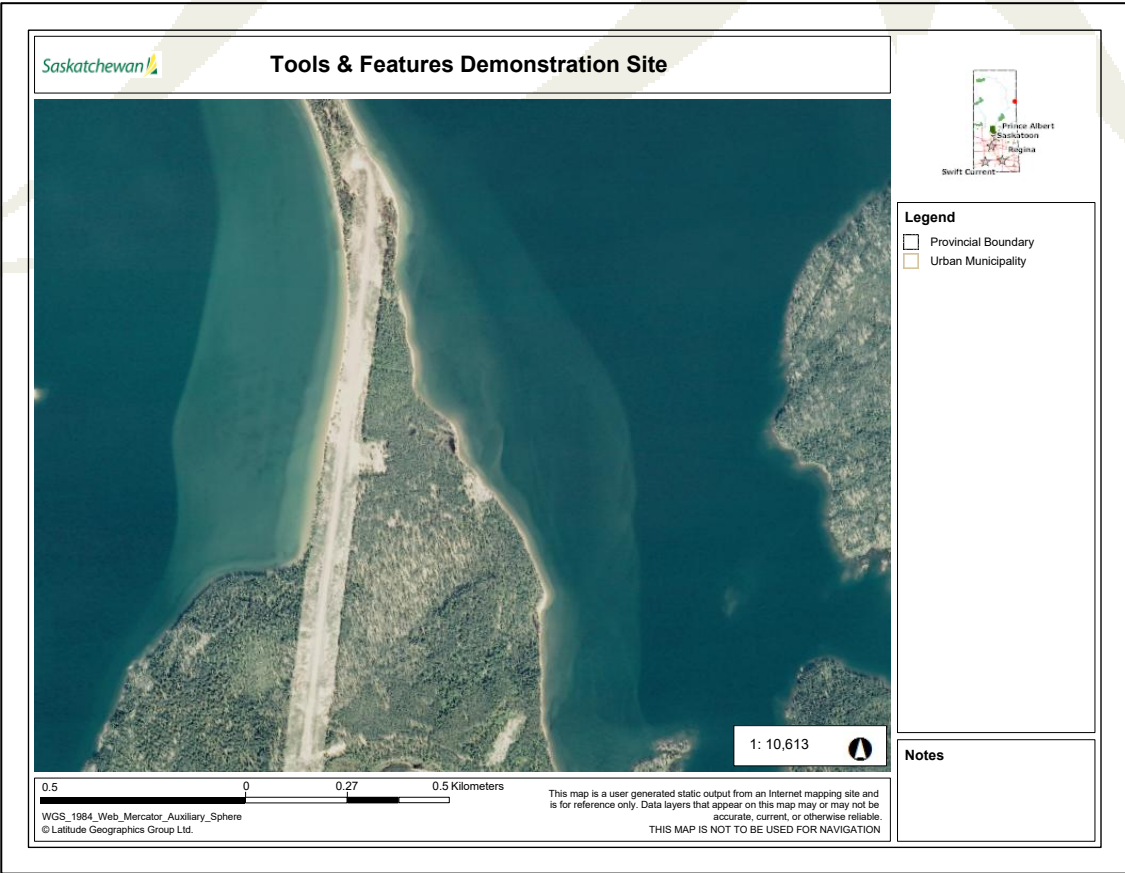 Saskatchewan
Tools & Features Demonstration Site
Prince Albert
Saskatoon
Regina
Swift Current
Legend
Provincial Boundary
Urban Municipality
1: 10,613
Notes
0.5 0 0.27 0.5 Kilometers
WGS_1984_Web_Mercator_Auxiliary_Sphere
© Latitude Geographics Group Ltd.
This map is a user generated static output from an Internet mapping site and
is for reference only. Data layers that appear on this map may or may not be
accurate, current, or otherwise reliable.
THIS MAP IS NOT TO BE USED FOR NAVIGATION